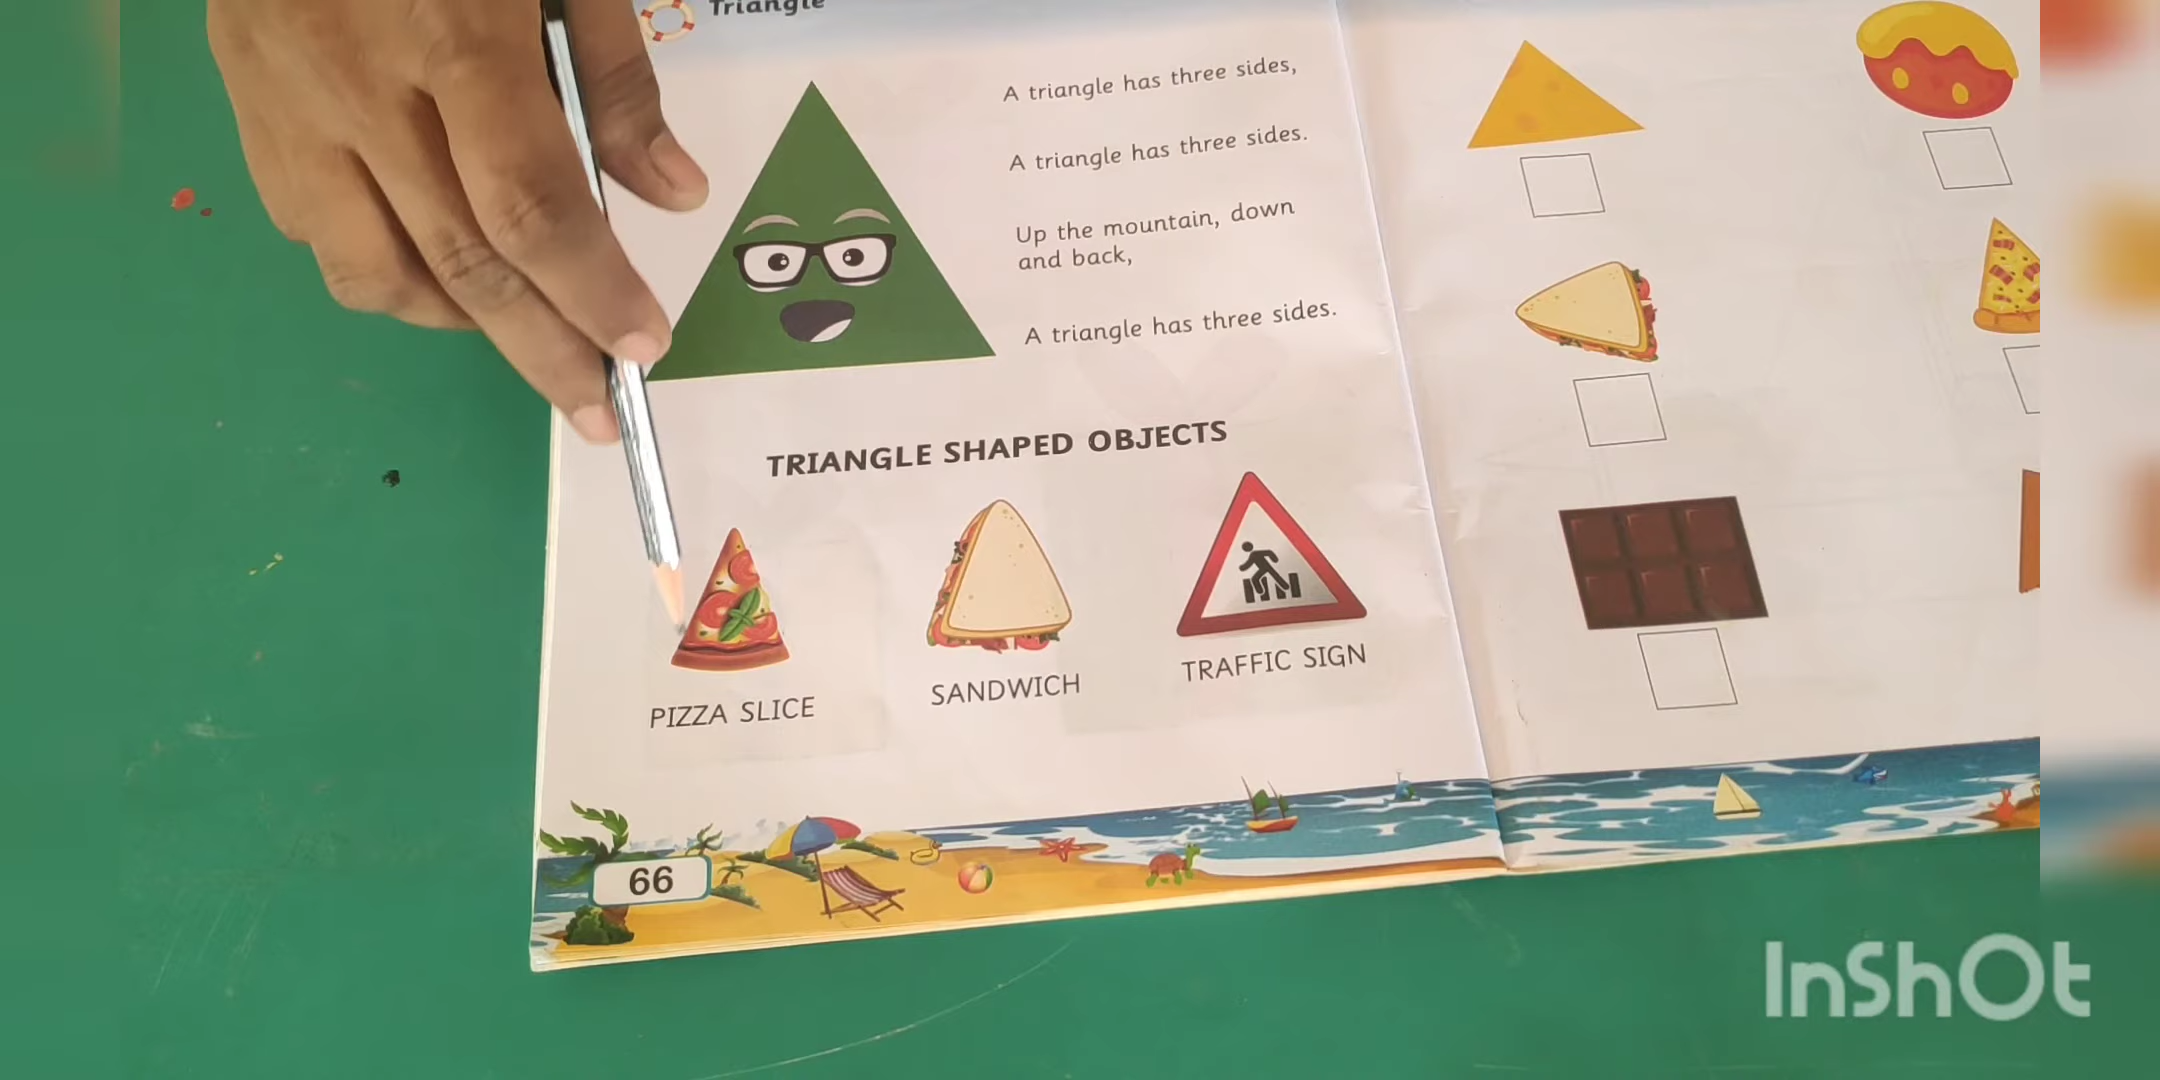 Triangle
A triangle has three sides,
A triangle has three sides.
Up the mountain, down
and back,
A triangle has three sides.
TRIANGLE SHAPED OBJECTS
PIZZA SLICE
SANDWICH
TRAFFIC SIGN
66
InShOt